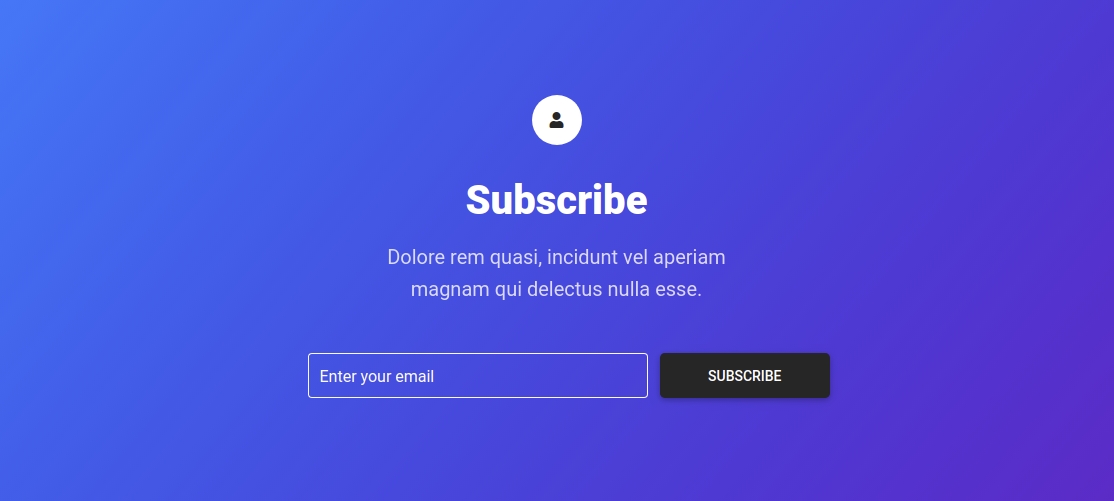 Subscribe
Dolore rem quasi, incidunt vel aperiam
magnam qui delectus nulla esse.
Enter your email
SUBSCRIBE